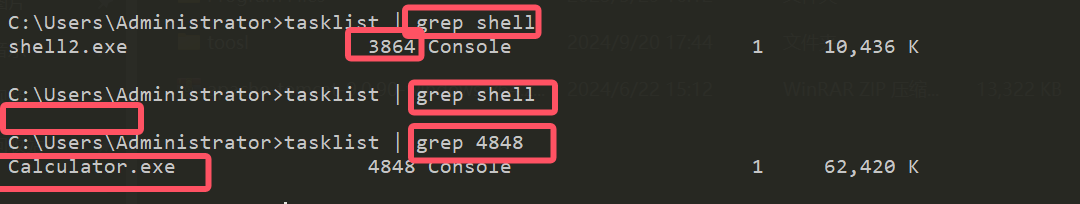 C:\Users\Administrator>tasklist | grep shell
shell2.exe 3864 Console 1 10,436 K
C:\Users\Administrator>tasklist | grep shell
C:\Users\Administrator>tasklist | grep 4848
Calculator.exe 4848 Console 1 62,420 K